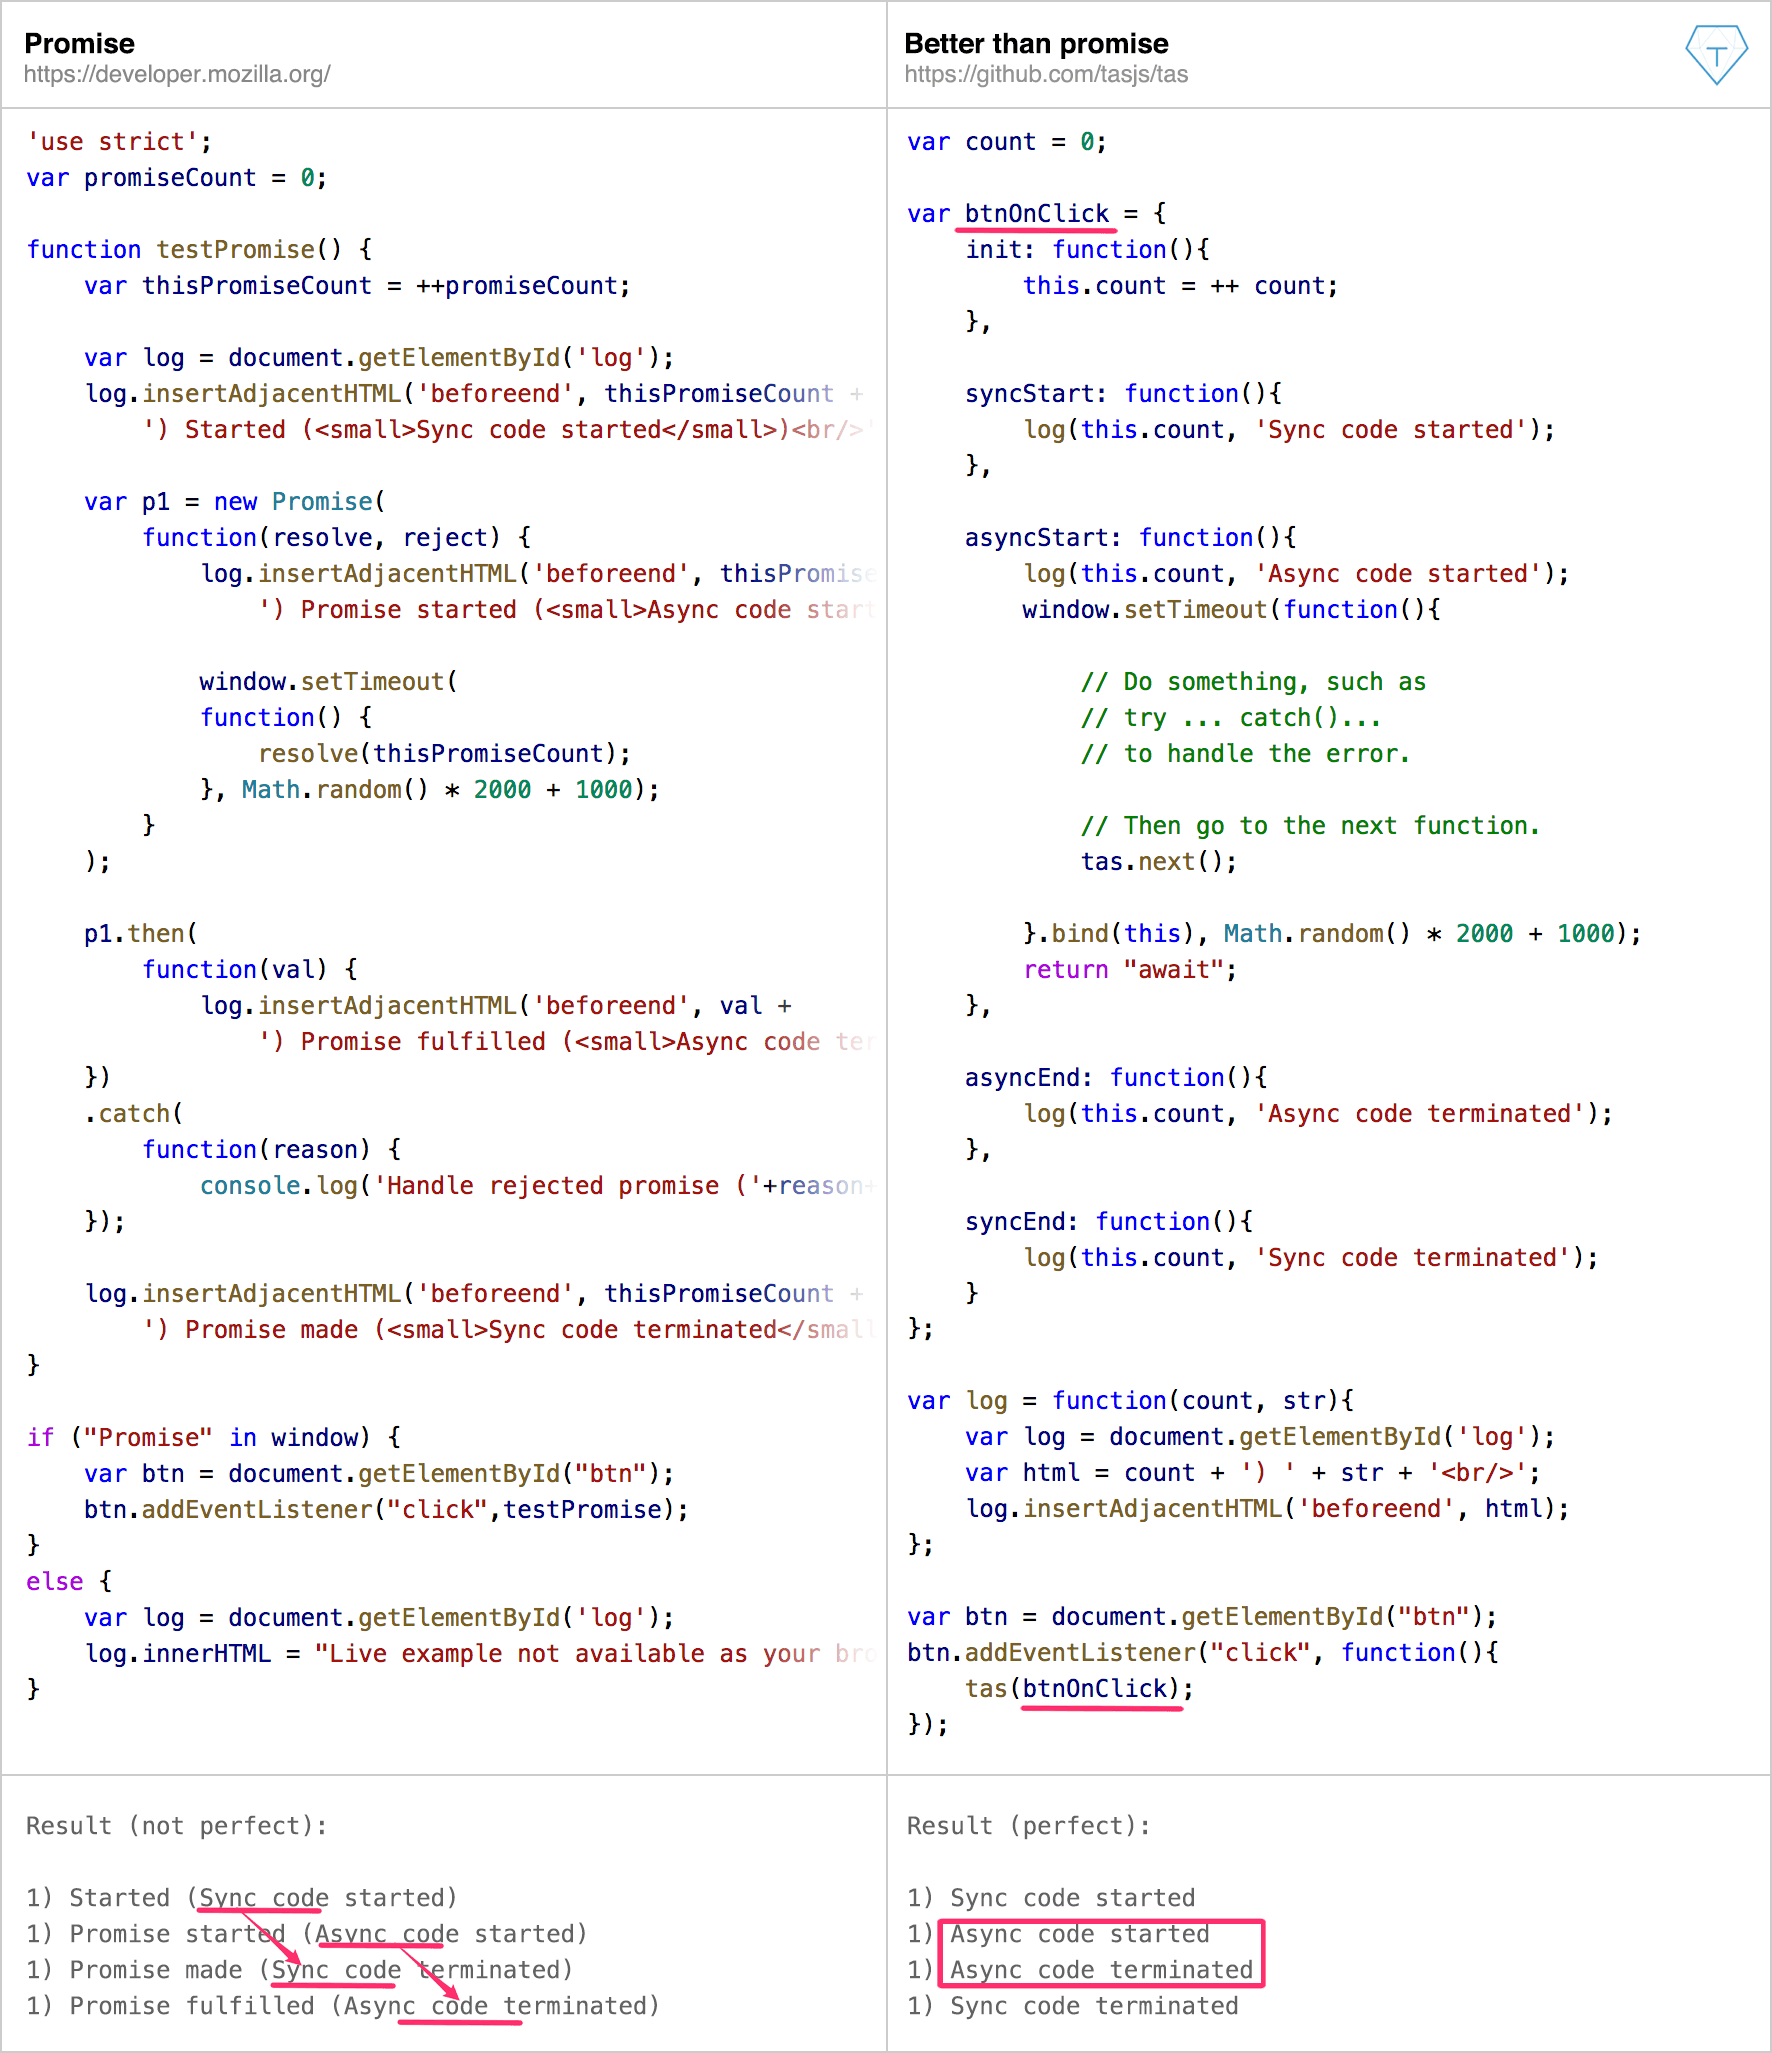 Promise
https://developer.mozilla.org/
'use strict';
var promiseCount = 0;
function testPromise() {
var thisPromiseCount = ++promiseCount;
var log = document.getElementById('log');
log.insertAdjacentHTML('beforeend', thisPromiseCount +
') Started (<small>Sync code started</small>)<br/>'
var p1 = new Promise(
function(resolve, reject) {
log.insertAdjacentHTML('beforeend', thisPromise
') Promise started (<small>Async code start
window.setTimeout(
function() {
resolve(thisPromiseCount);
}, Math.random() * 2000 + 1000);
}
);
p1.then(
function(val) {
log.insertAdjacentHTML('beforeend', val +
') Promise fulfilled (<small>Async code ter
})
.catch(
function(reason) {
console.log('Handle rejected promise ('+reason+
});
log.insertAdjacentHTML('beforeend', thisPromiseCount +
') Promise made (<small>Sync code terminated</small
}
if ("Promise" in window) {
var btn = document.getElementById("btn");
btn.addEventListener("click",testPromise);
}
else {
var log = document.getElementById('log');
log.innerHTML = "Live example not available as your bro
}
Result (not perfect):
1) Started (Sync code started)
1) Promise started (Async code started)
1) Promise made (Sync code terminated)
1) Promise fulfilled (Async code terminated)
Better than promise
https://github.com/tasjs/tas
T
var count = 0;
var btnOnClick = {
init: function(){
this.count = ++ count;
},
syncStart: function(){
log(this.count, 'Sync code started');
},
asyncStart: function(){
log(this.count, 'Async code started');
window.setTimeout(function(){
// Do something, such as
// try ... catch()...
// to handle the error.
// Then go to the next function.
tas.next();
}.bind(this), Math.random() * 2000 + 1000);
return "await";
},
asyncEnd: function(){
log(this.count, 'Async code terminated');
},
syncEnd: function(){
log(this.count, 'Sync code terminated');
}
};
var log = function(count, str){
var log = document.getElementById('log');
var html = count + ') ' + str + '<br/>';
log.insertAdjacentHTML('beforeend', html);
};
var btn = document.getElementById("btn");
btn.addEventListener("click", function(){
tas(btnOnClick);
});
Result (perfect):
1) Sync code started
1) Async code started
1) Async code terminated
1) Sync code terminated